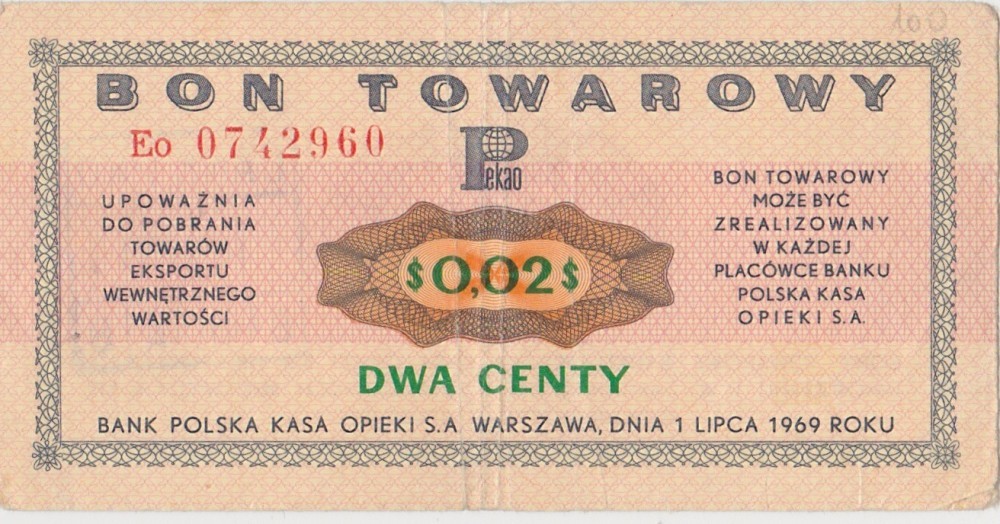 BON TOWAROWY
Eo 0742960
Pekao
UPOWAŻNIA
DO POBRANIA
TOWARÓW
EKSPORTU
WEWNĘTRZNEGO
WARTOŚCI
BON TOWAROWY
MOŻE BYĆ
ZREALIZOWANY
W KAŻDEJ
PLACÓWCE BANKU
POLSKA KASA
OPIEKI S.A.
$0,02$
DWA CENTY
BANK POLSKA KASA OPIEKI S.A WARSZAWA, DNIA 1 LIPCA 1969 ROKU